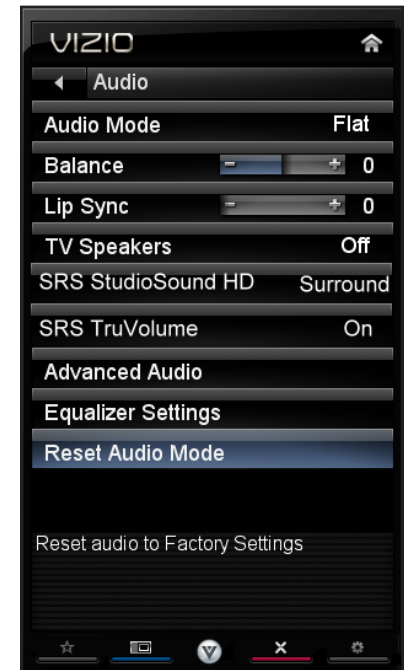 VIZIO
Audio
Audio Mode Flat
Balance - + 0
Lip Sync - + 0
TV Speakers Off
SRS StudioSound HD Surround
SRS TruVolume On
Advanced Audio
Equalizer Settings
Reset Audio Mode
Reset audio to Factory Settings
V